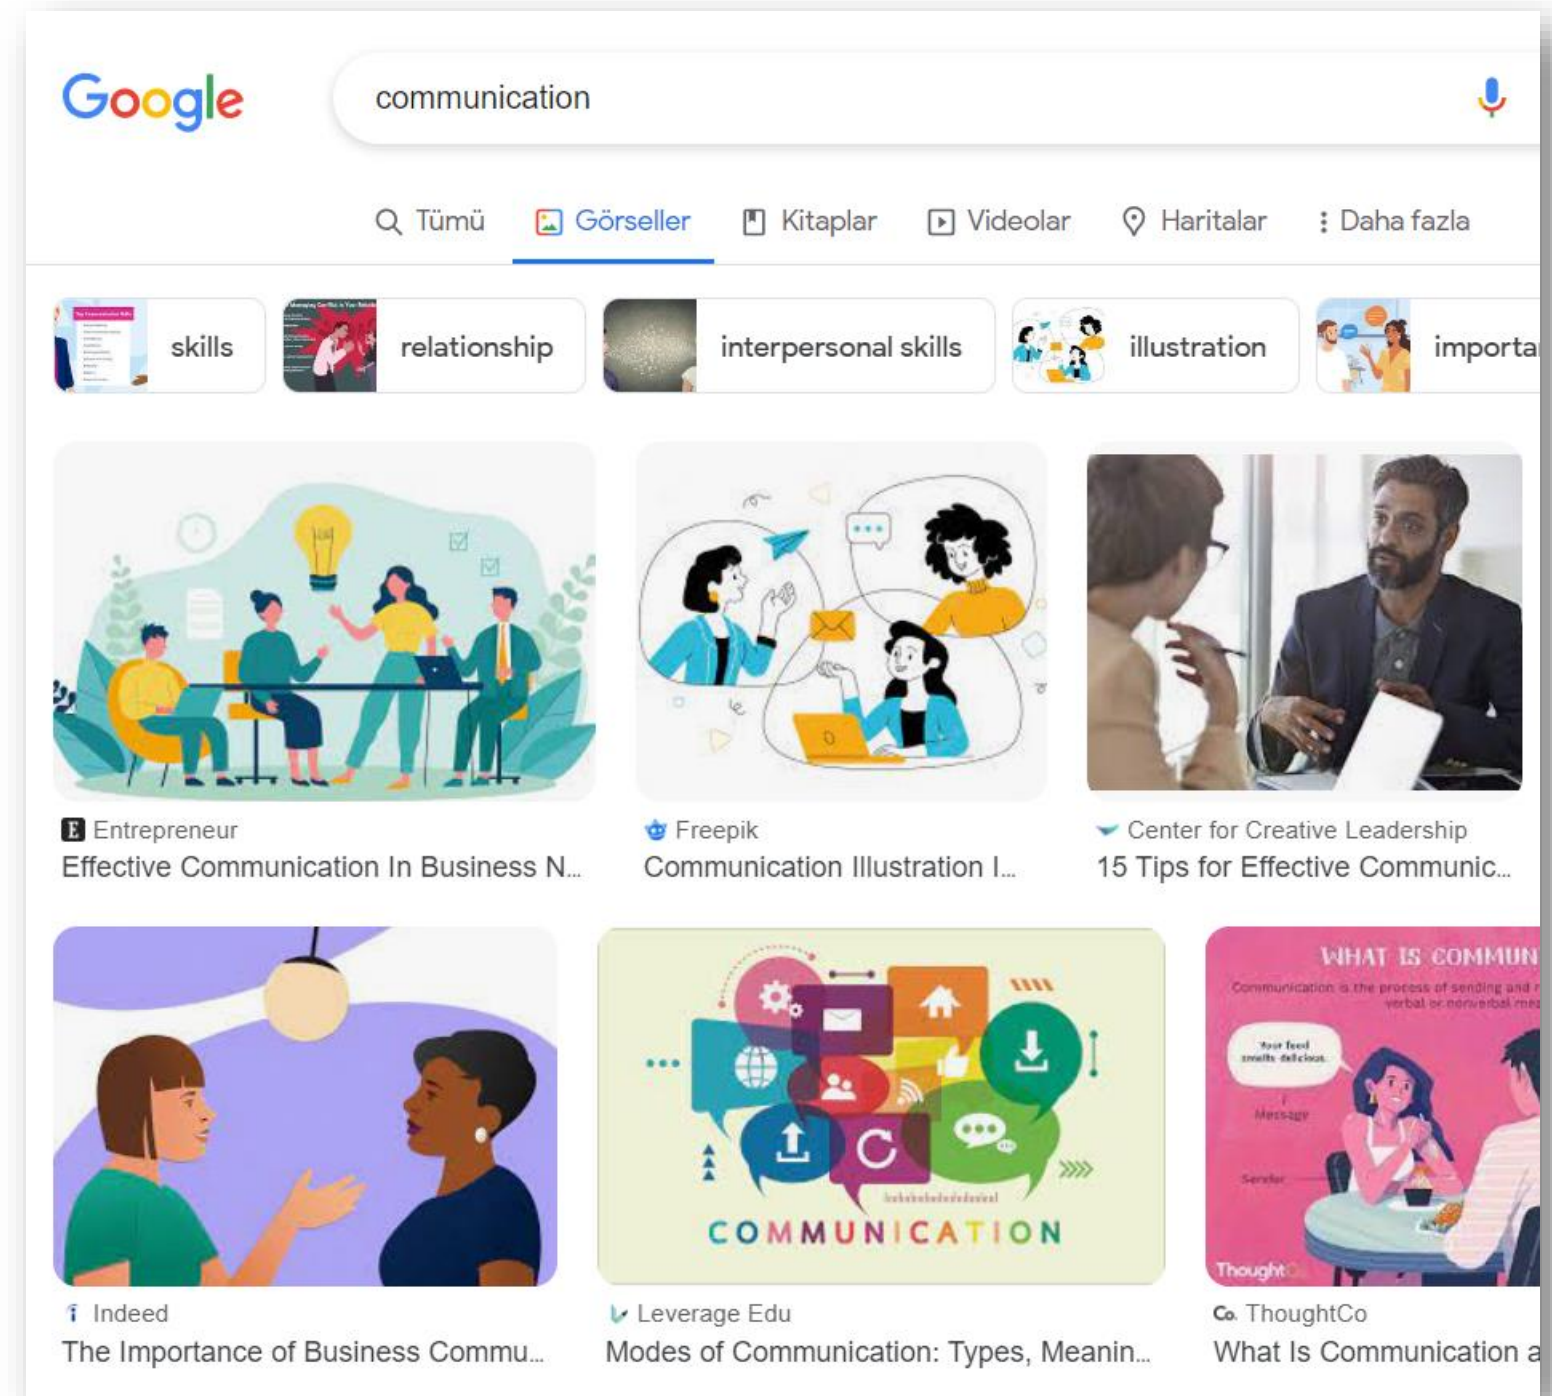 Google
communication
Tümü Görseller Kitaplar Videolar Haritalar Daha fazla
skills relationship interpersonal skills illustration importa
Entrepreneur
Effective Communication In Business N...
Freepik
Communication Illustration I...
Center for Creative Leadership
15 Tips for Effective Communic...
COMMUNICATION
WHAT IS COMMUN
Communication is the process of sending and r
verbal or nonverbal mes
Your food
smells delicious.
Message
Sender
ThoughtCo
Indeed
The Importance of Business Commu...
Leverage Edu
Modes of Communication: Types, Meanin...
Co. ThoughtCo
What Is Communication a